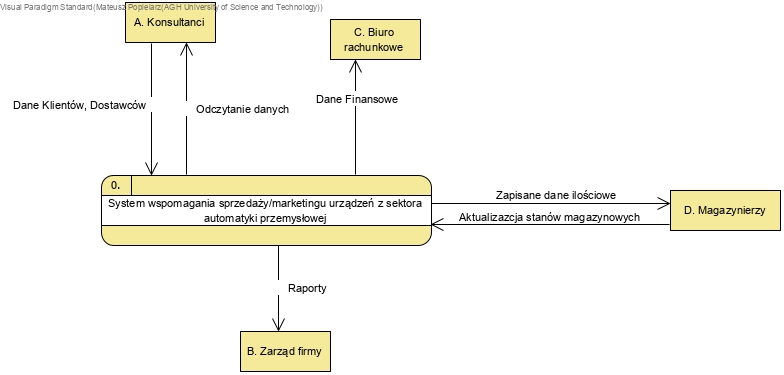 Visual Paradigm Standard(Mateusz Popielarz(AGH University of Science and Technology))
A. Konsultanci
C. Biuro
rachunkowe
Dane Klientów, Dostawców
Odczytanie danych
Dane Finansowe
0.
System wspomagania sprzedaży/marketingu urządzeń z sektora
automatyki przemysłowej
Zapisane dane ilościowe
Aktualizazcja stanów magazynowych
D. Magazynierzy
Raporty
B. Zarząd firmy